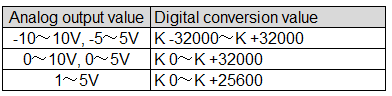 Analog output value Digital conversion value
-10～10V, -5～5V K -32000～K +32000
0～10V, 0～5V K 0～K +32000
1～5V K 0～K +25600